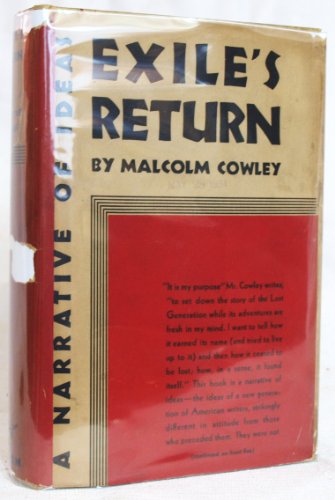 EXILE'S
RETURN
BY MALCOLM COWLEY
A NARRATIVE OF IDEAS
"It is my purpose" Mr. Cowley writes,
"to set down the story of the Lost
Generation while its adventures are
fresh in my mind. I want to tell how
it earned its name (and tried to live
up to it) and then how it ceased to
be lost, how, in a sense, it found
itself." This book is a narrative of
ideas—the ideas of a new genera-
tion of American writers, strikingly
different in attitude from those
who preceded them. They were not